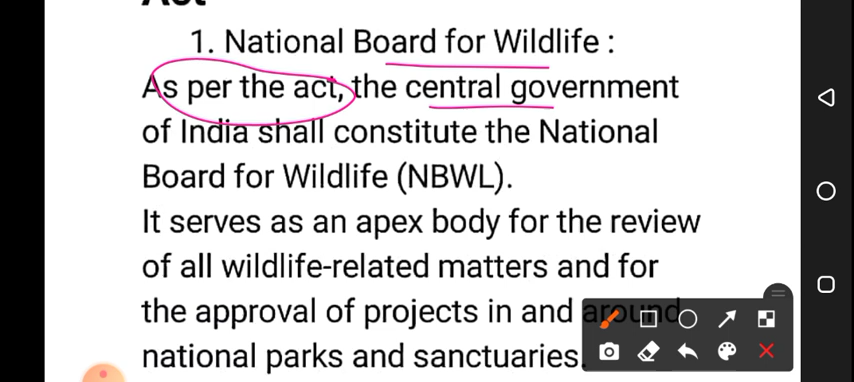 Act
1. National Board for Wildlife :
As per the act, the central government
of India shall constitute the National
Board for Wildlife (NBWL).
It serves as an apex body for the review
of all wildlife-related matters and for
the approval of projects in and around
national parks and sanctuaries.